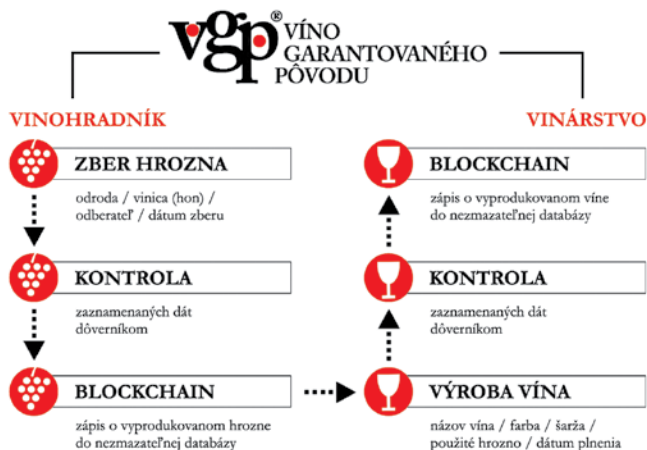 vgp®
VÍNO
GARANTOVANÉHO
PÔVODU
VINOHRADNÍK
ZBER HROZNA
odroda / vinica (hon) /
odberateľ / dátum zberu
KONTROLA
zaznamenaných dát
dôverníkom
BLOCKCHAIN
zápis o vyprodukovanom hrozne
do nezmazateľnej databázy
VINÁRSTVO
BLOCKCHAIN
zápis o vyprodukovanom víne
do nezmazateľnej databázy
KONTROLA
zaznamenaných dát
dôverníkom
VÝROBA VÍNA
názov vína / farba / šarža /
použité hrozno / dátum plnenia